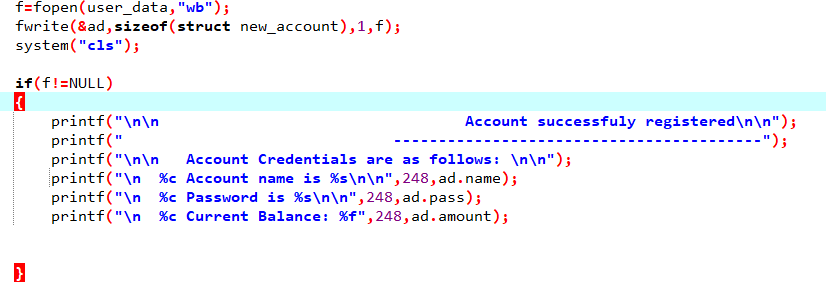 f=fopen(user_data,"wb");
fwrite(&ad,sizeof(struct new_account),1,f);
system("cls");
if(f!=NULL)
{
printf("\n\n                                  Account successfuly registered\n\n");
printf("                              -----------------------------------------");
printf("\n\n   Account Credentials are as follows: \n\n");
printf("\n  %c Account name is %s\n\n",248,ad.name);
printf("\n  %c Password is %s\n\n",248,ad.pass);
printf("\n  %c Current Balance: %f",248,ad.amount);
}